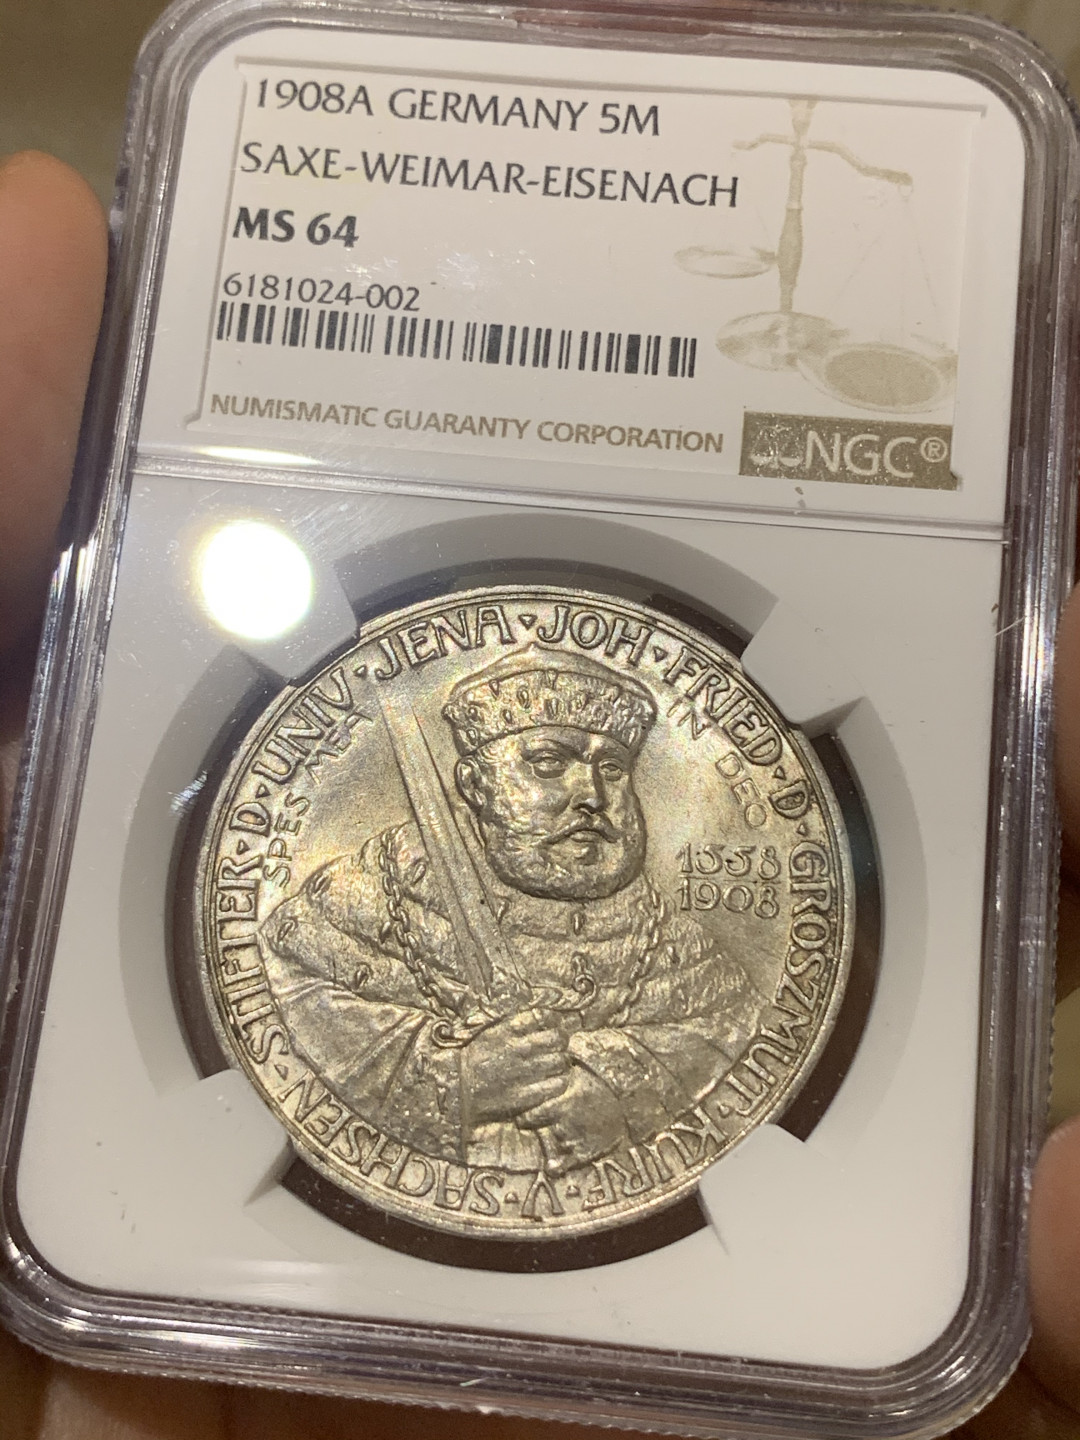 1908A GERMANY 5M
SAXE-WEIMAR-EISENACH
MS 64
6181024-002
NUMISMATIC GUARANTY CORPORATION
NGC®
JOH·FRIED·D·GROSZMUT·KURF·V·SACHSEN·STIFTER·D·UNIV·JENA·
SPES MEA
IN DEO
1558
1908